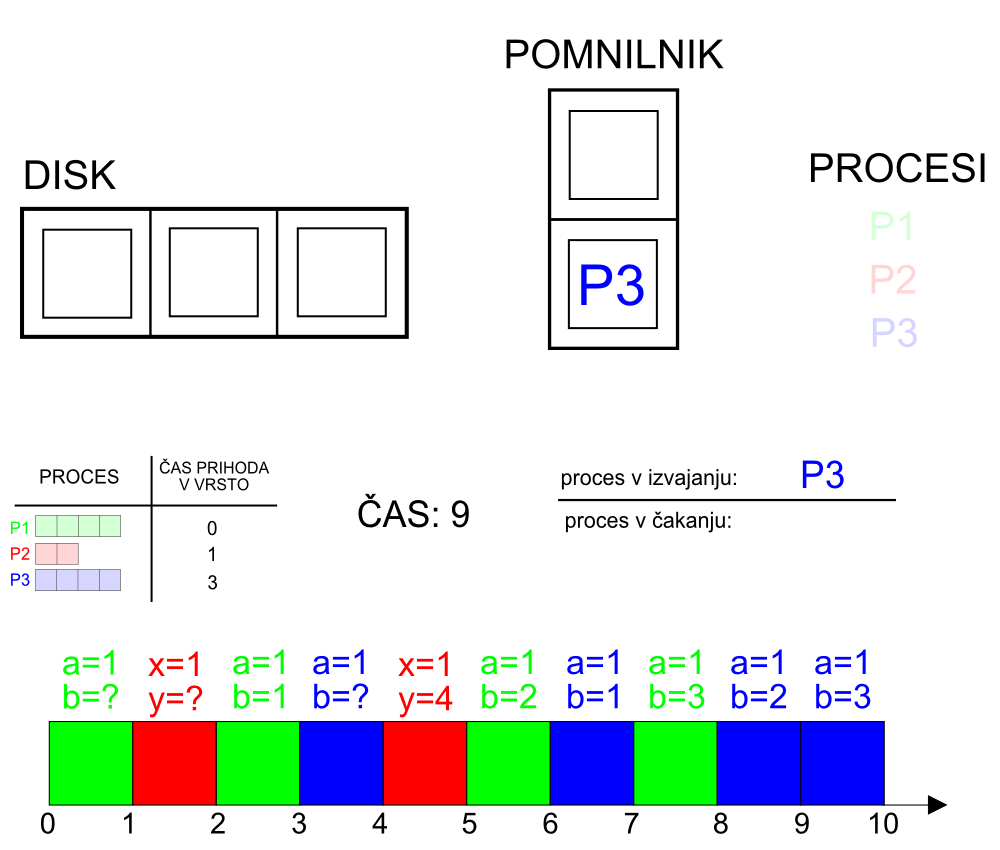 POMNILNIK
DISK
PROCESI
P1
P2
P3
P3
PROCES
ČAS PRIHODA
V VRSTO
P1 0
P2 1
P3 3
ČAS: 9
proces v izvajanju: P3
proces v čakanju:
a=1 x=1 a=1 a=1 x=1 a=1 a=1 a=1 a=1 a=1
b=? y=? b=1 b=? y=4 b=2 b=1 b=3 b=2 b=3
0 1 2 3 4 5 6 7 8 9 10